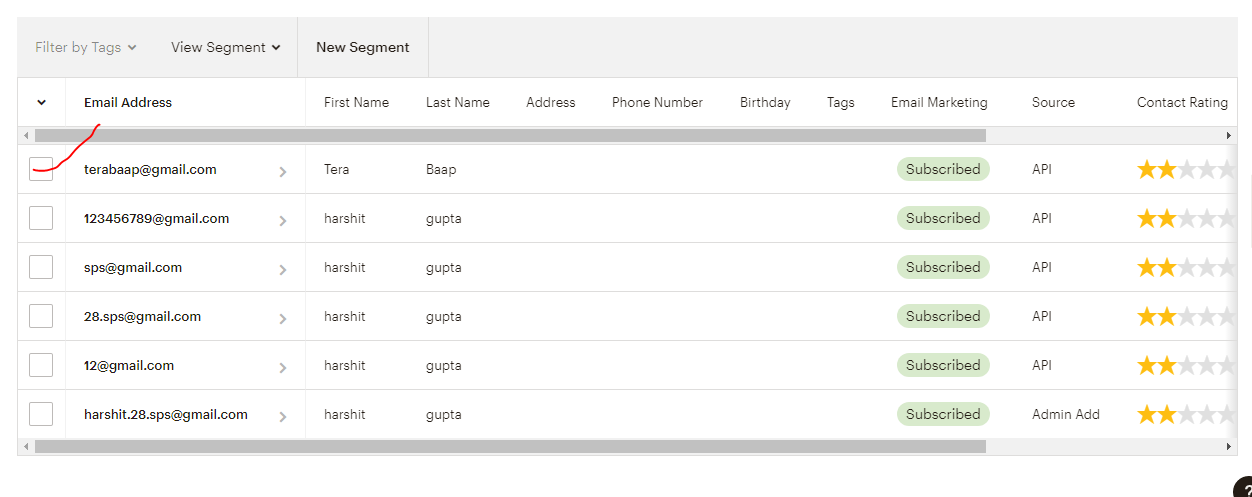 Filter by Tags View Segment New Segment
Email Address First Name Last Name Address Phone Number Birthday Tags Email Marketing Source Contact Rating
terabaap@gmail.com Tera Baap Subscribed API
123456789@gmail.com harshit gupta Subscribed API
sps@gmail.com harshit gupta Subscribed API
28.sps@gmail.com harshit gupta Subscribed API
12@gmail.com harshit gupta Subscribed API
harshit.28.sps@gmail.com harshit gupta Subscribed Admin Add
?